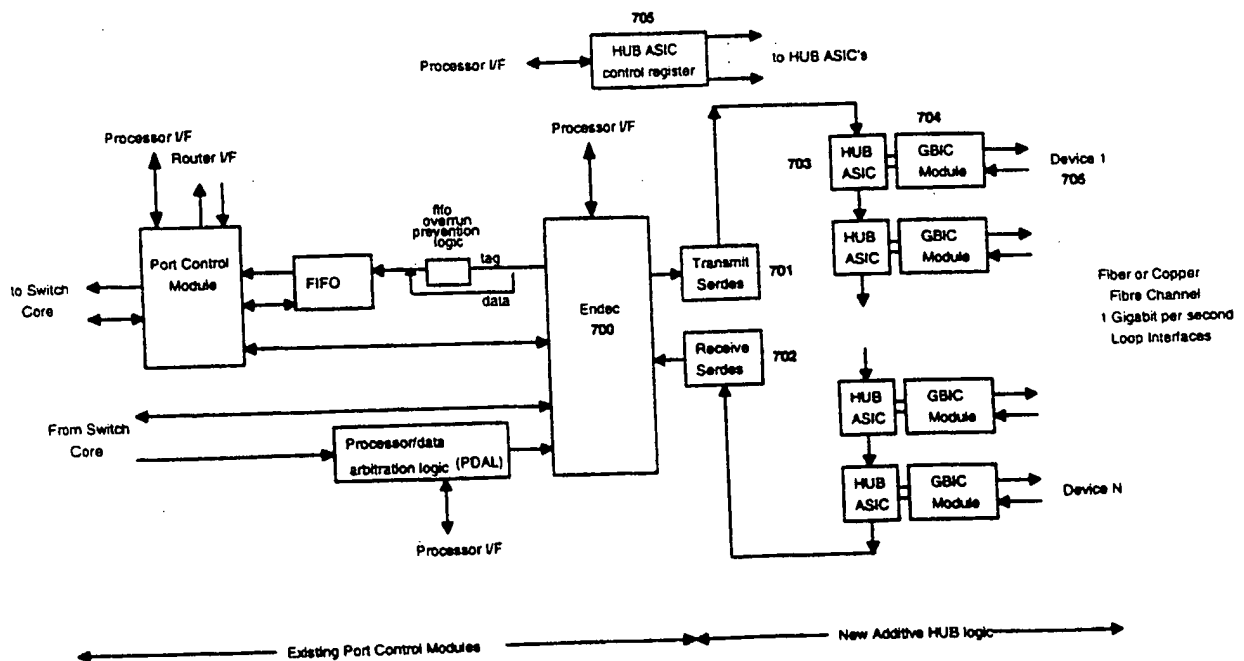 705
HUB ASIC
control register
Processor I/F
to HUB ASIC's
Processor I/F
Router I/F
Processor I/F
704
703
HUB
ASIC
GBIC
Module
Device 1
705
fifo
overrun
prevention
logic
HUB
ASIC
GBIC
Module
Port Control
Module
FIFO
tag
data
Transmit
Serdes
701
to Switch
Core
Endec
700
Fiber or Copper
Fibre Channel
1 Gigabit per second
Loop Interfaces
Receive
Serdes
702
HUB
ASIC
GBIC
Module
From Switch
Core
Processor/data
arbitration logic (PDAL)
HUB
ASIC
GBIC
Module
Device N
Processor I/F
Existing Port Control Modules
New Additive HUB logic